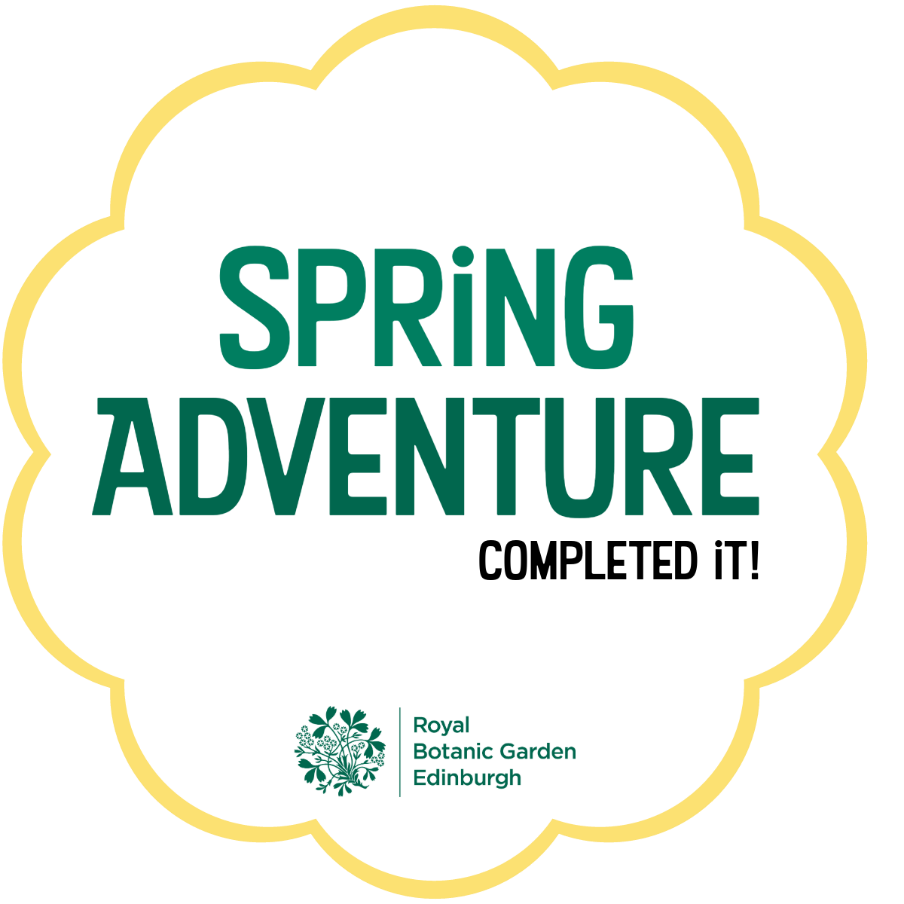 SPRiNG
ADVENTURE
COMPLETED iT!
Royal
Botanic Garden
Edinburgh